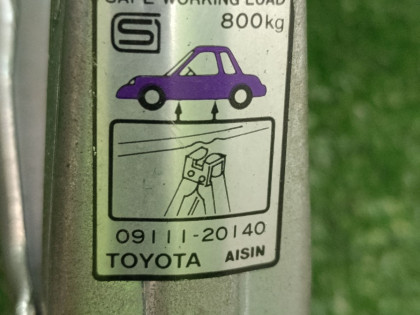 SAFE WORKING LOAD
800kg
09111-20140
TOYOTA AISIN